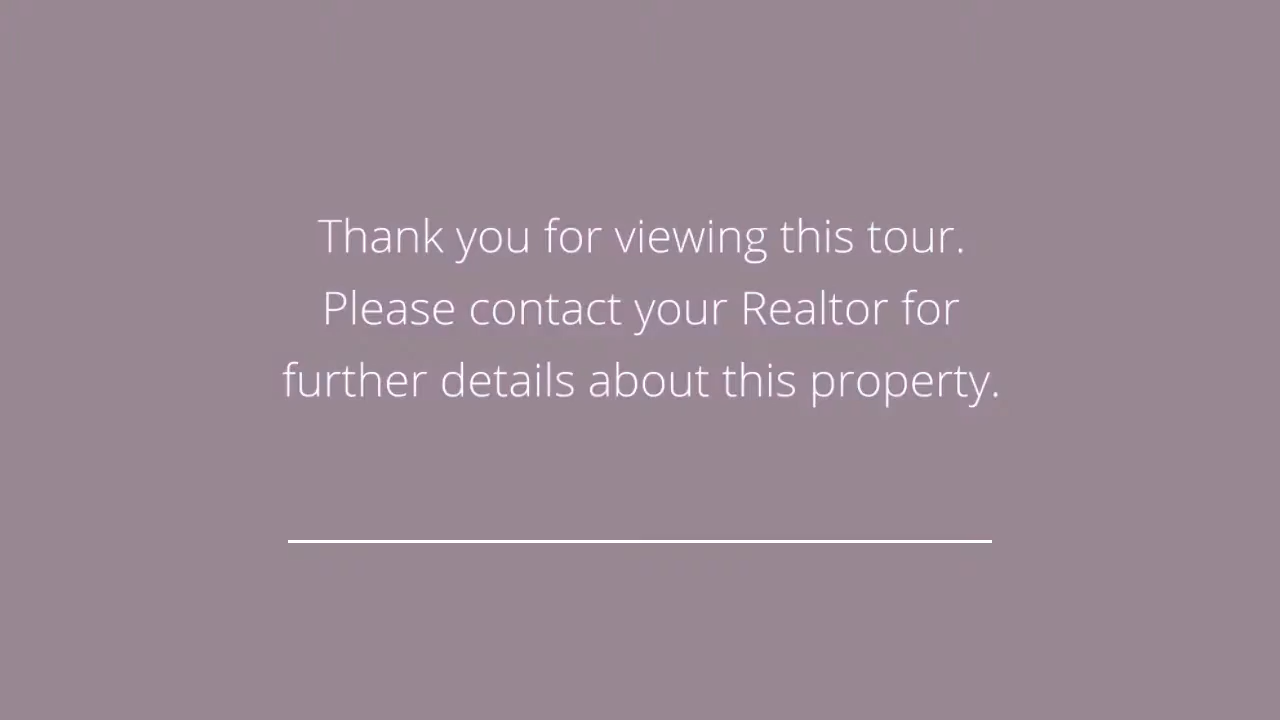 Thank you for viewing this tour.
Please contact your Realtor for
further details about this property.